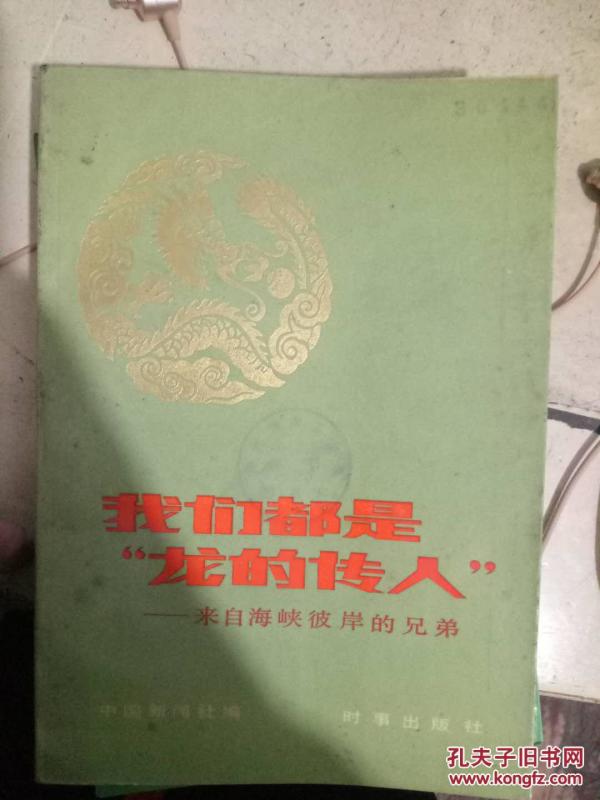 我们都是
“龙的传人”
——来自海峡彼岸的兄弟
中国新闻社编 时事出版社
孔夫子旧书网
www.kongfz.com